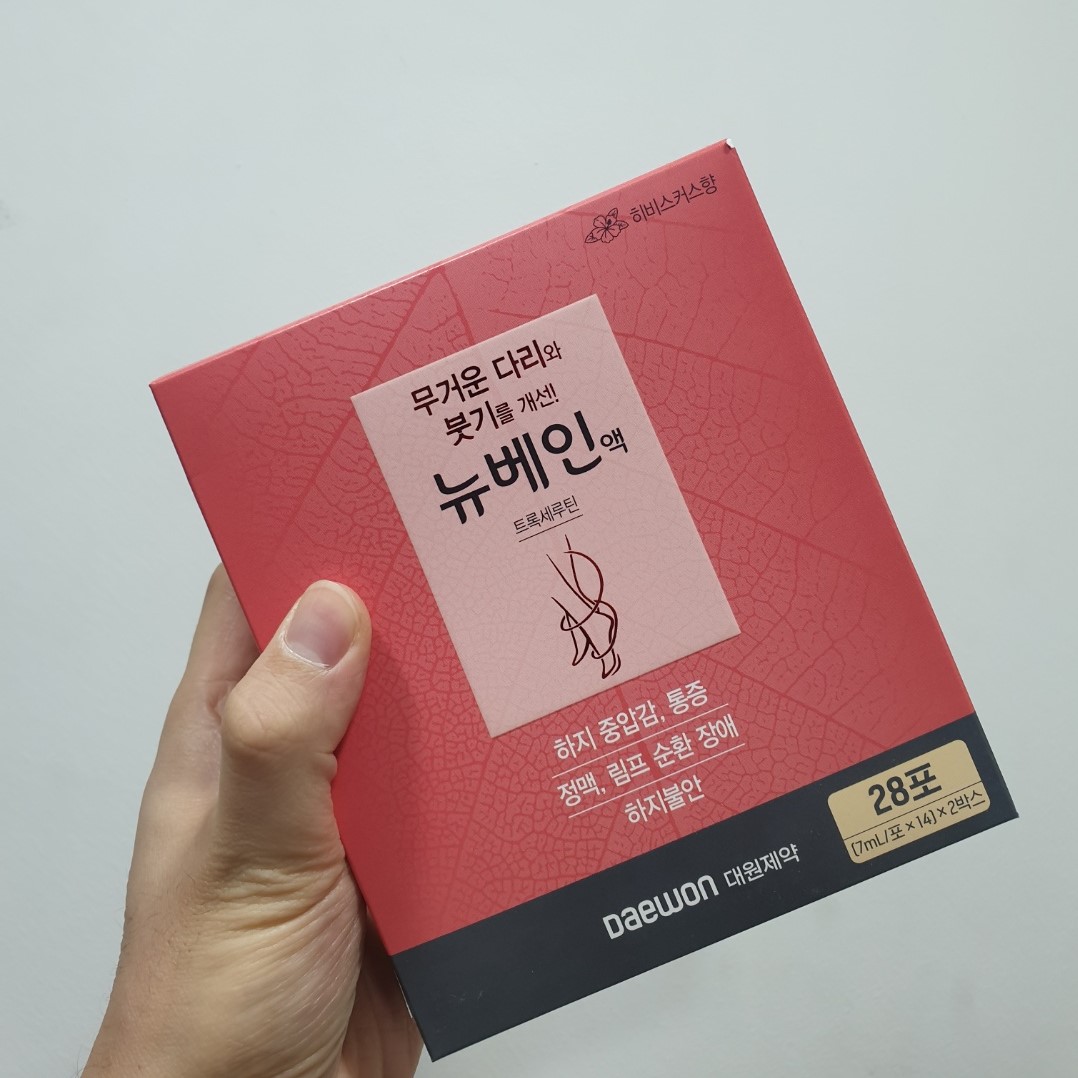 히비스커스향
무거운 다리와
붓기를 개선!
뉴베인액
트록세루틴
하지 중압감, 통증
정맥, 림프 순환 장애
하지불안
28포
(7mL/포×14)×2박스
DAEWON 대원제약